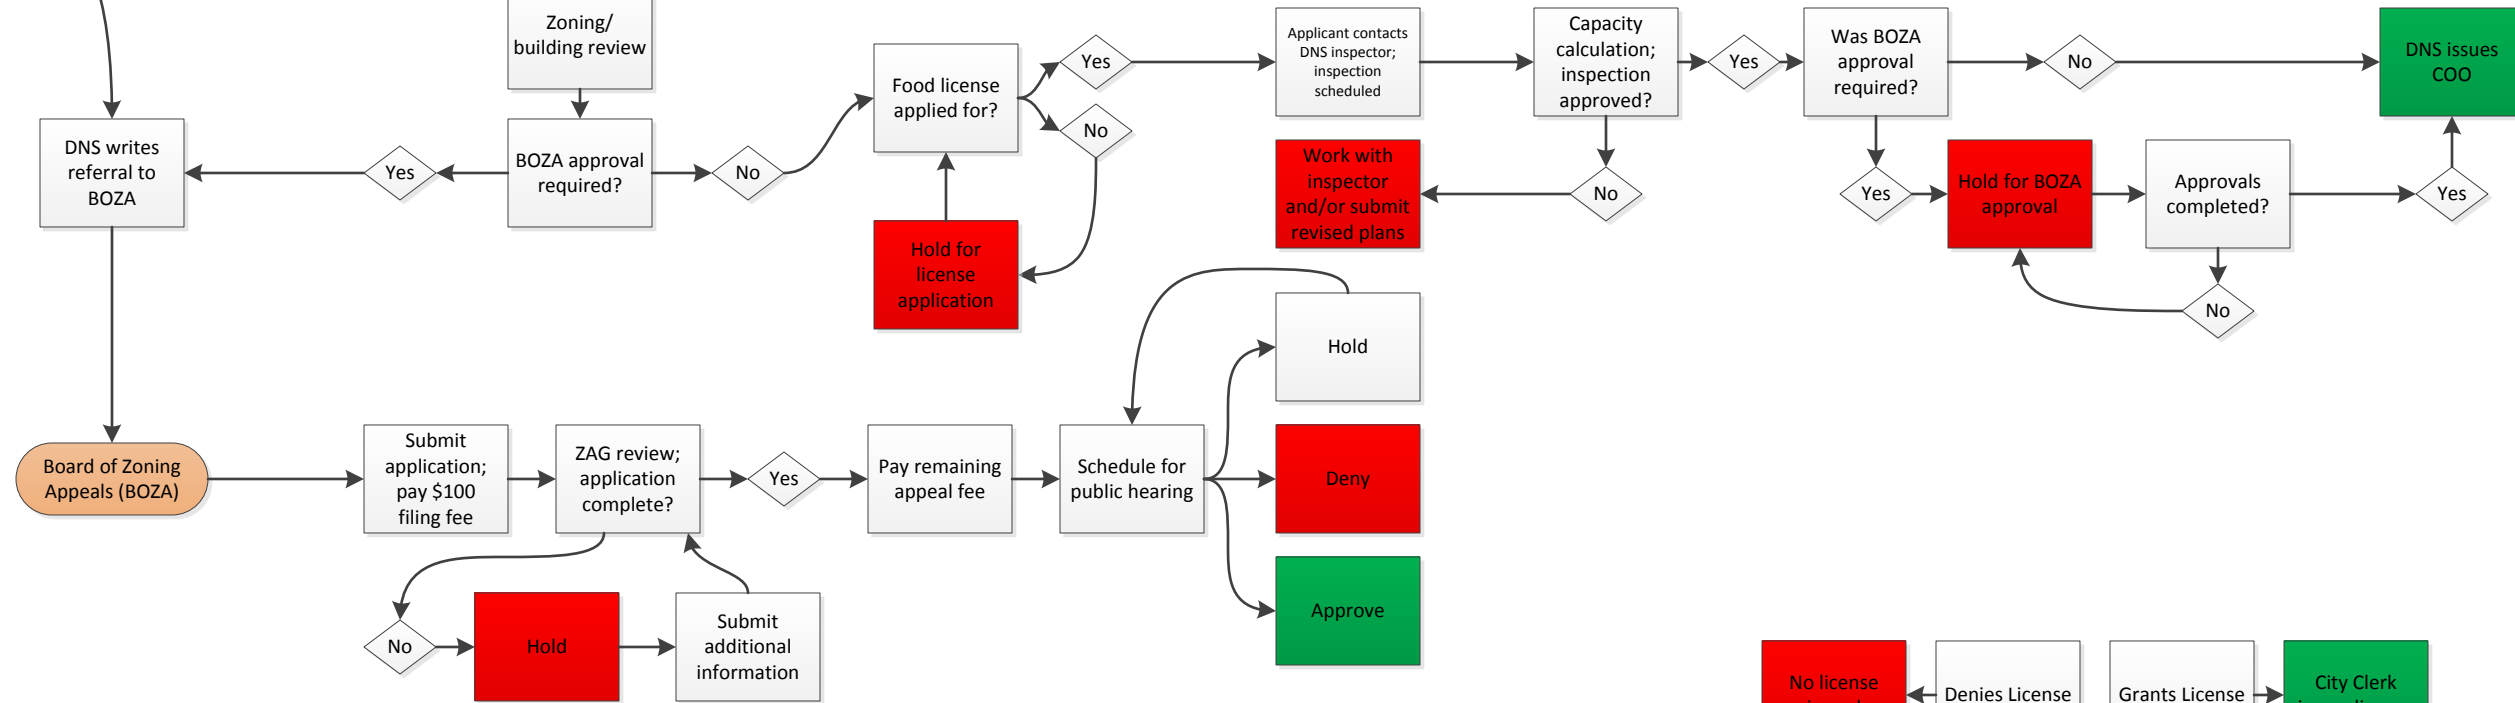 Zoning/
building review
DNS writes
referral to
BOZA
Yes
BOZA approval
required?
No
Food license
applied for?
Yes
No
Hold for
license
application
Applicant contacts
DNS inspector;
inspection
scheduled
Capacity
calculation;
inspection
approved?
Yes
No
Work with
inspector
and/or submit
revised plans
Was BOZA
approval
required?
No
DNS issues
COO
Yes
Hold for BOZA
approval
Approvals
completed?
Yes
No
Board of Zoning
Appeals (BOZA)
Submit
application;
pay $100
filing fee
ZAG review;
application
complete?
Yes
Pay remaining
appeal fee
Schedule for
public hearing
Hold
Deny
Approve
No
Hold
Submit
additional
information
No license
Denies License
Grants License
City Clerk